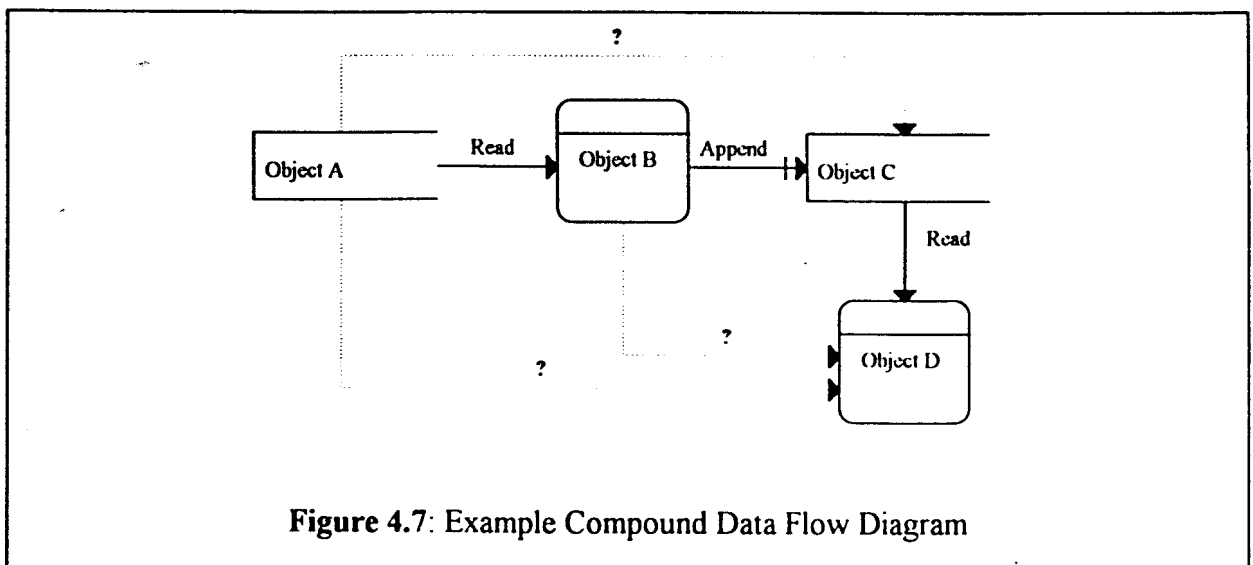 ?
Object A
Read
Object B
Append
Object C
Read
?
Object D
?
Figure 4.7: Example Compound Data Flow Diagram